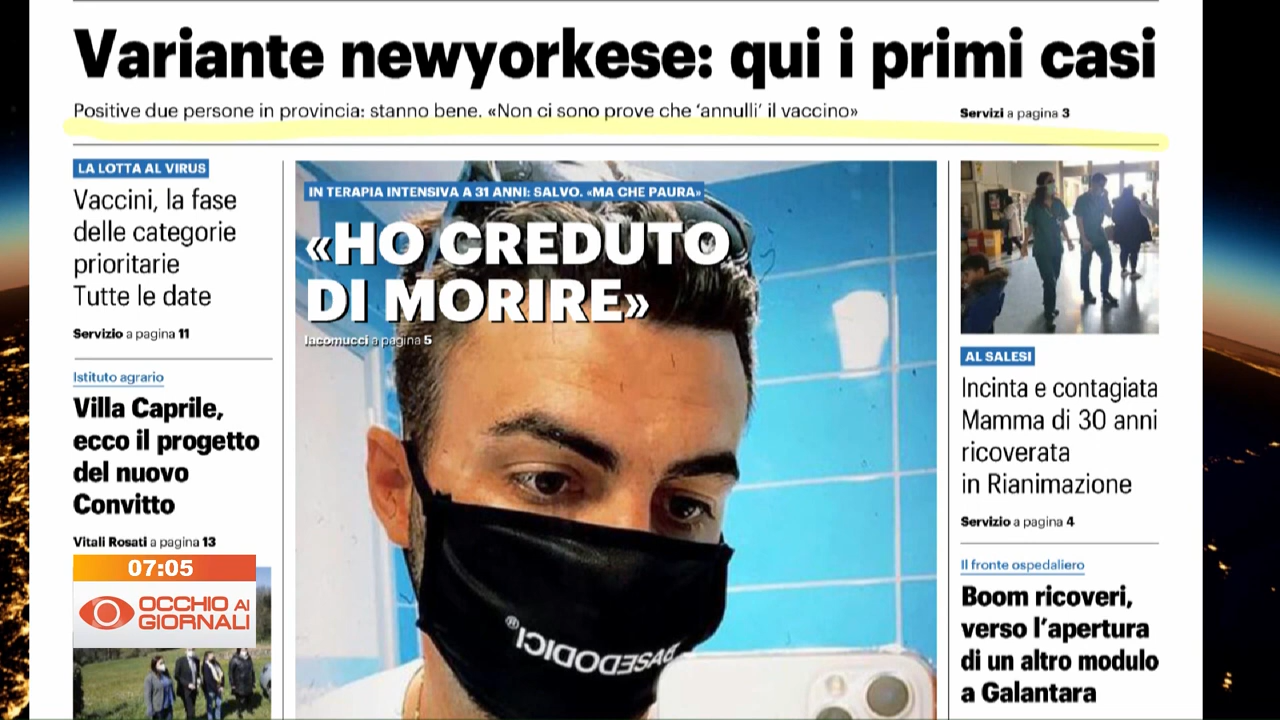 Variante newyorkese: qui i primi casi
Positive due persone in provincia: stanno bene. «Non ci sono prove che ‘annulli’ il vaccino»
Servizi a pagina 3
LA LOTTA AL VIRUS
Vaccini, la fase
delle categorie
prioritarie
Tutte le date
Servizio a pagina 11
Istituto agrario
Villa Caprile,
ecco il progetto
del nuovo
Convitto
Vitali Rosati a pagina 13
07:05
OCCHIO AI
GIORNALI
IN TERAPIA INTENSIVA A 31 ANNI: SALVO. «MA CHE PAURA»
«HO CREDUTO
DI MORIRE»
Iacomucci a pagina 5
BASEDODICI®
AL SALESI
Incinta e contagiata
Mamma di 30 anni
ricoverata
in Rianimazione
Servizio a pagina 4
Il fronte ospedaliero
Boom ricoveri,
verso l’apertura
di un altro modulo
a Galantara